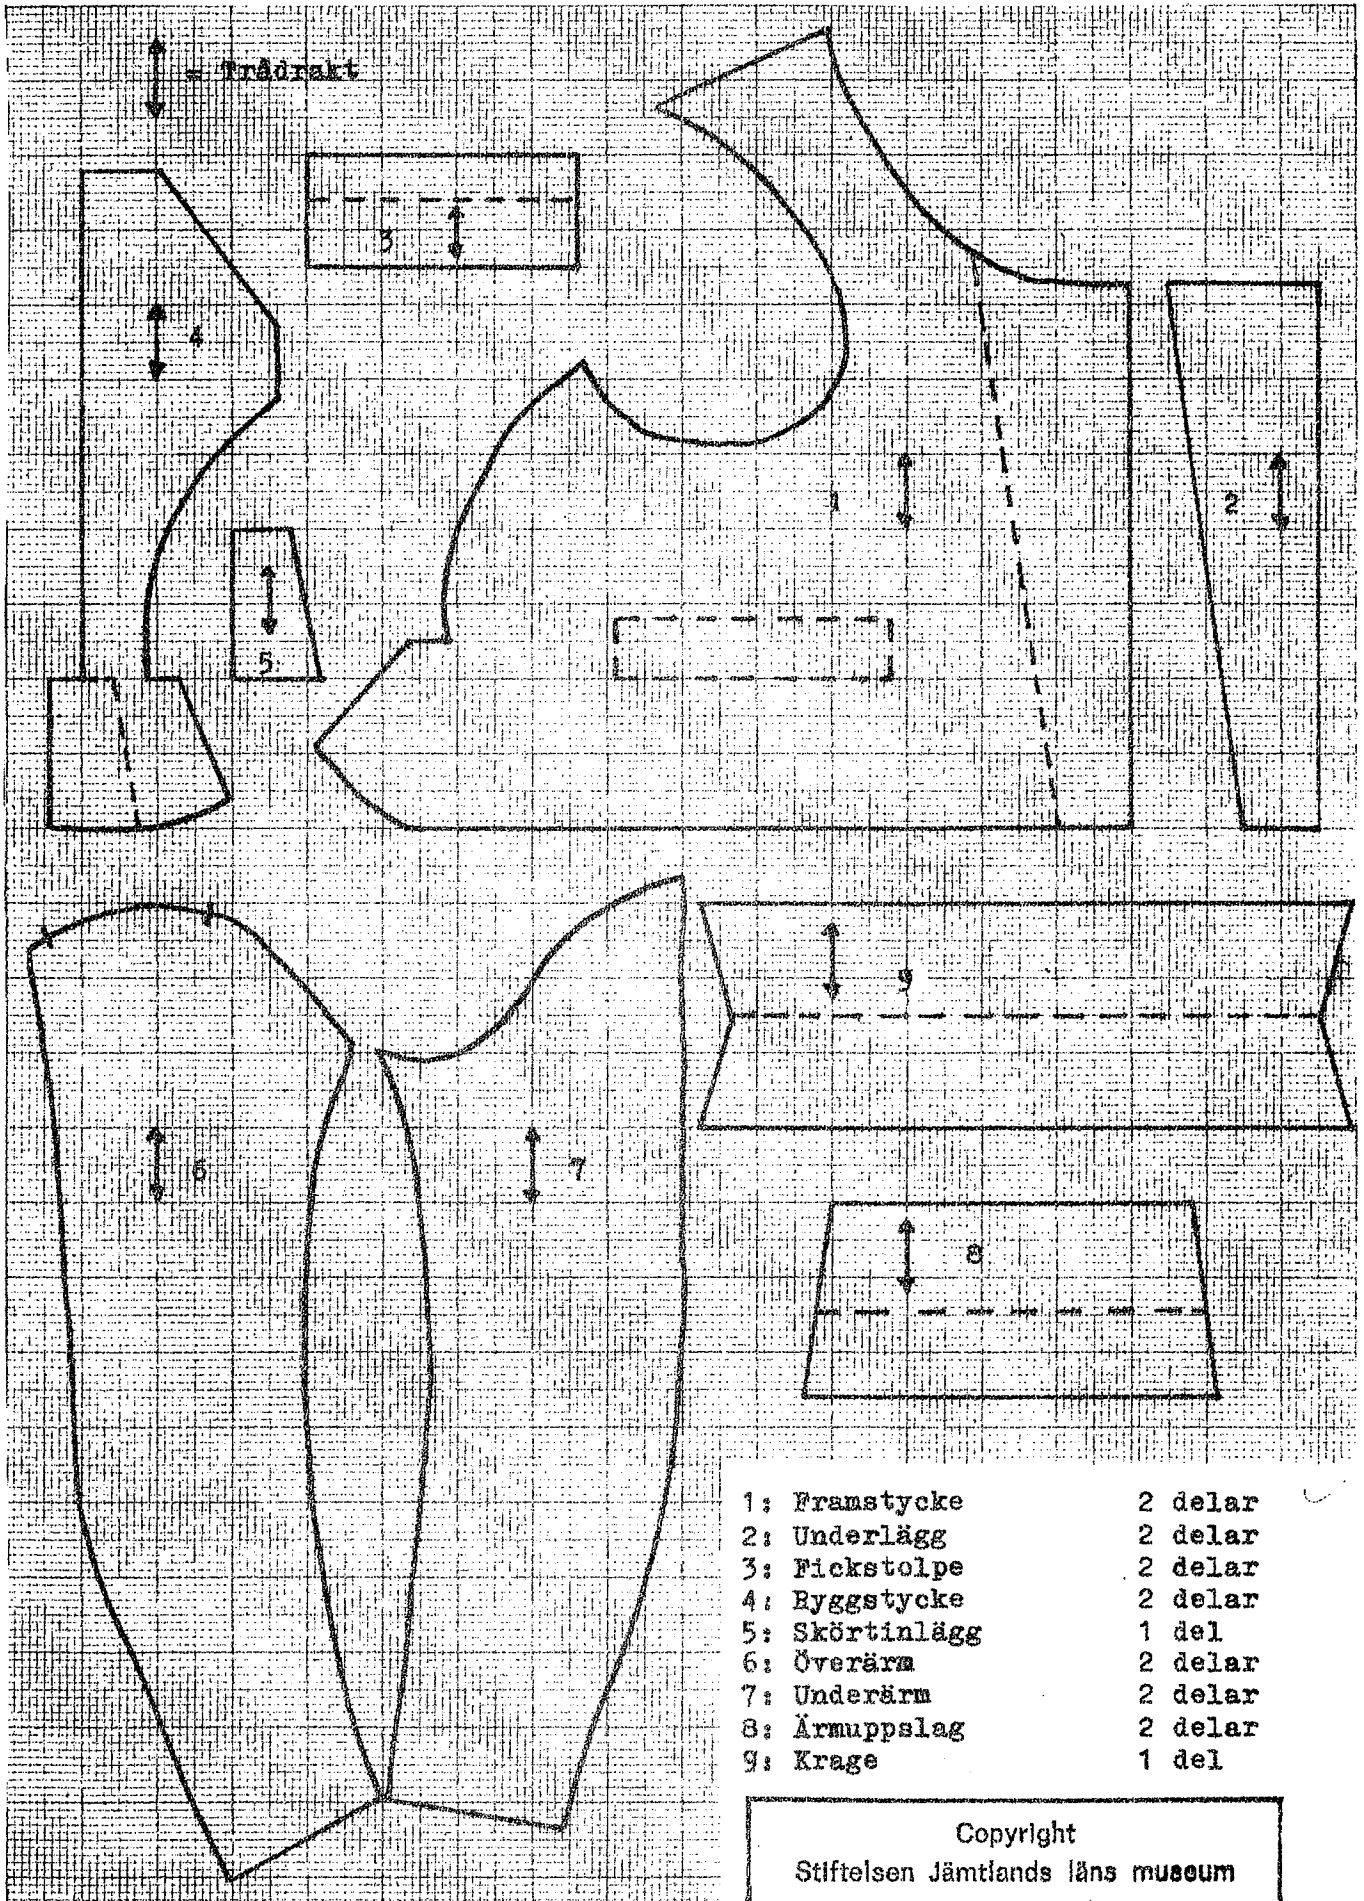 = Trådrakt
3
4
1
2
5
9
6
7
8
1: Framstycke 2 delar
2: Underlägg 2 delar
3: Fickstolpe 2 delar
4: Ryggstycke 2 delar
5: Skörtinlägg 1 del
6: Överärm 2 delar
7: Underärm 2 delar
8: Ärmuppslag 2 delar
9: Krage 1 del
Copyright
Stiftelsen Jämtlands läns museum